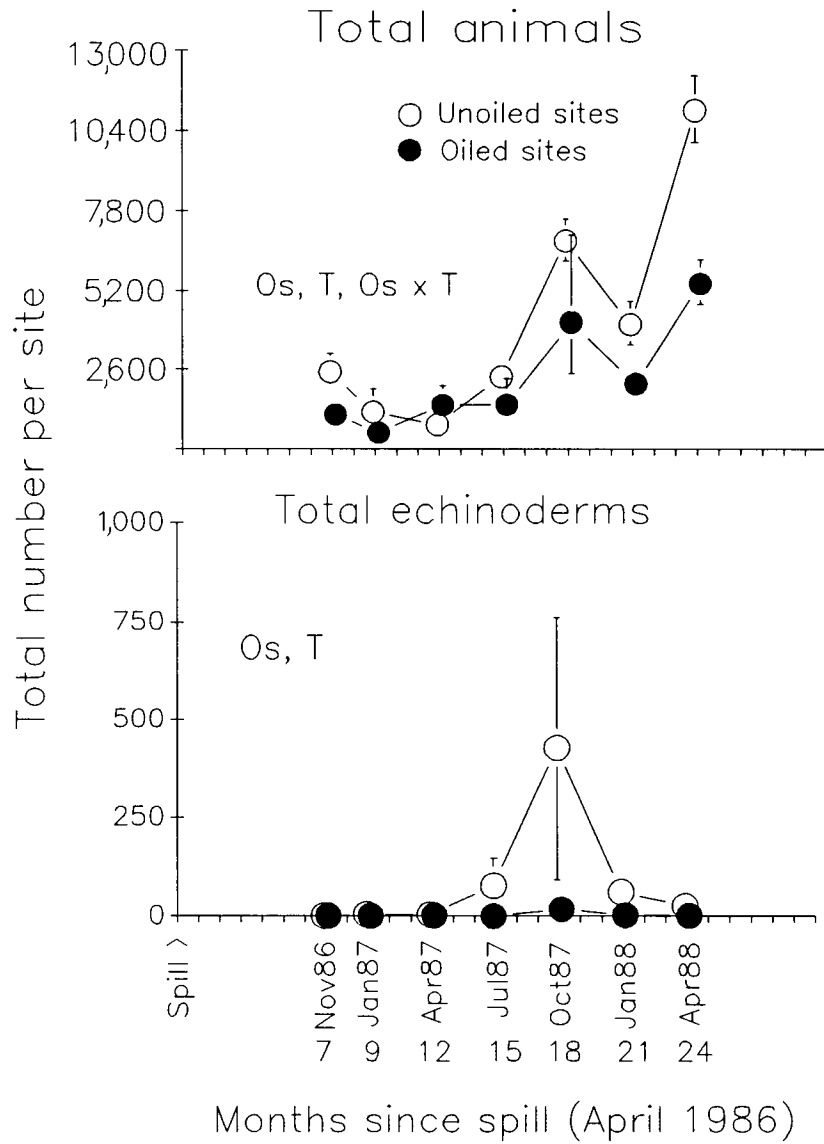 Total animals
13,000
10,400
7,800
5,200
2,600
Unoiled sites
Oiled sites
Os, T, Os x T
Total number per site
Total echinoderms
1,000
750
500
250
0
Os, T
Spill >
Nov86
Jan87
Apr87
Jul87
Oct87
Jan88
Apr88
7 9 12 15 18 21 24
Months since spill (April 1986)